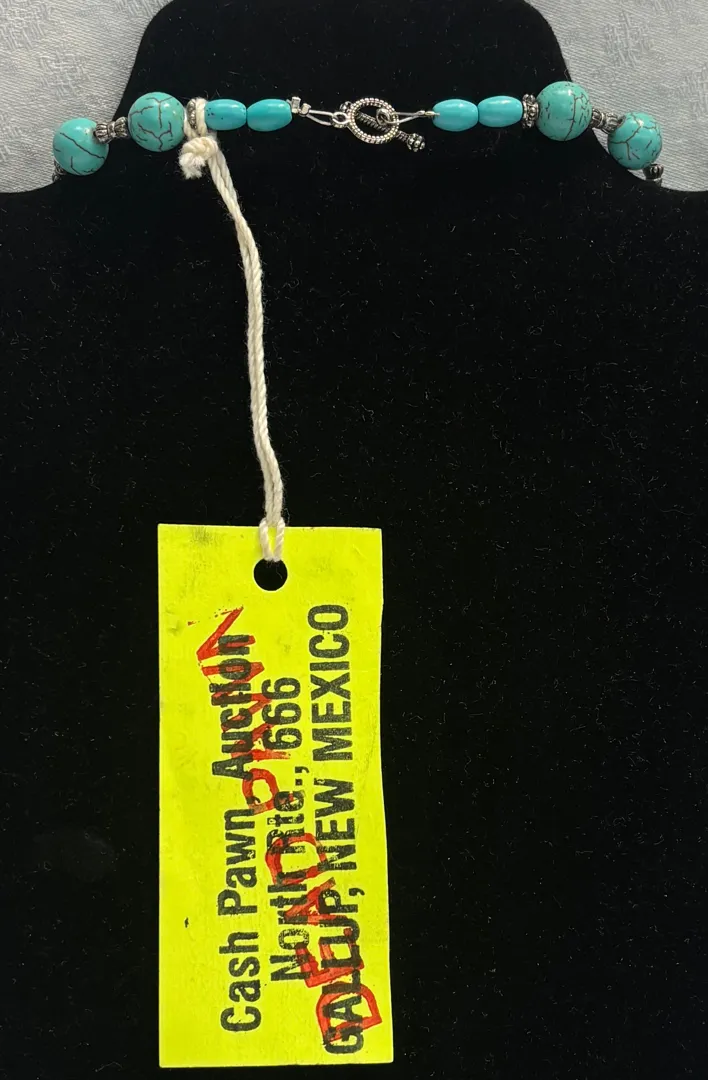 Cash Pawn, Auction
North Rte., 666
GALLUP, NEW MEXICO
DEAD PAWN